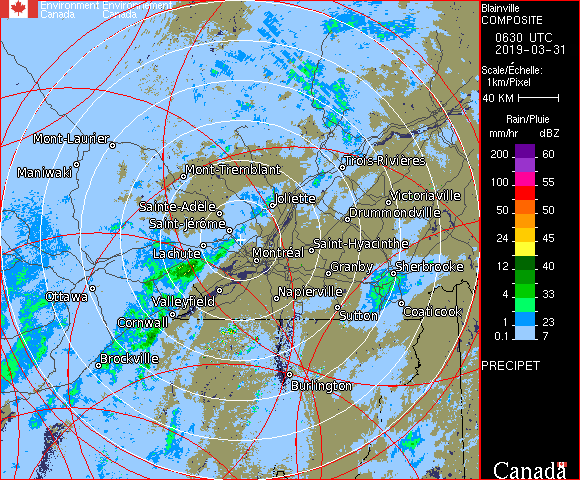 Environment Environnement
Canada Canada
Blainville
COMPOSITE
0630 UTC
2019-03-31
Scale/Échelle:
1km/Pixel
40 KM
Rain/Pluie
mm/hr dBZ
200 60
100 55
50 50
24 45
12 40
4 33
1 23
0.1 7
PRECIPET
Canada
Mont-Laurier
Maniwaki
Mont-Tremblant
Trois-Rivières
Joliette
Victoriaville
Sainte-Adele
Drummondville
Saint-Jérôme
Saint-Hyacinthe
Lachute
Montréal
Granby
Sherbrooke
Ottawa
Valleyfield
Napierville
Cornwall
Sutton
Coaticook
Brockville
Burlington